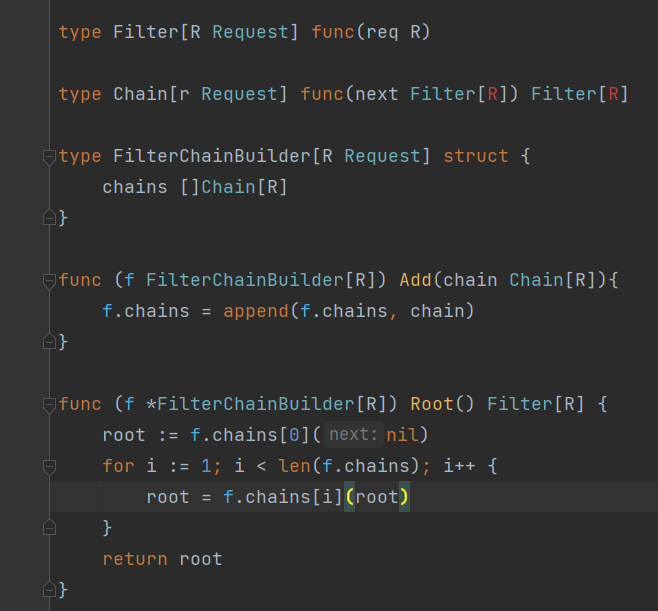 type Filter[R Request] func(req R)
type Chain[r Request] func(next Filter[R]) Filter[R]
type FilterChainBuilder[R Request] struct {
chains []Chain[R]
}
func (f FilterChainBuilder[R]) Add(chain Chain[R]){
f.chains = append(f.chains, chain)
}
func (f *FilterChainBuilder[R]) Root() Filter[R] {
root := f.chains[0]( next: nil)
for i := 1; i < len(f.chains); i++ {
root = f.chains[i](root)
}
return root
}